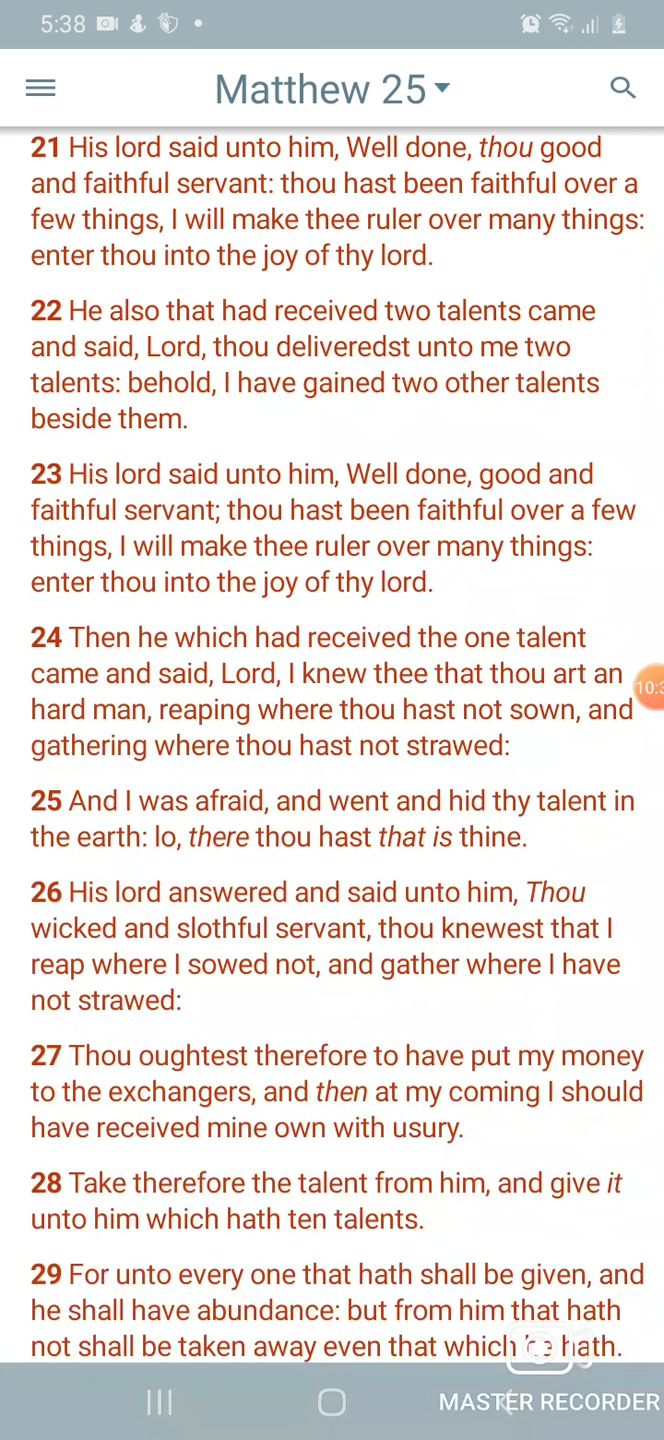 5:38
Matthew 25
21 His lord said unto him, Well done, thou good
and faithful servant: thou hast been faithful over a
few things, I will make thee ruler over many things:
enter thou into the joy of thy lord.
22 He also that had received two talents came
and said, Lord, thou deliveredst unto me two
talents: behold, I have gained two other talents
beside them.
23 His lord said unto him, Well done, good and
faithful servant; thou hast been faithful over a few
things, I will make thee ruler over many things:
enter thou into the joy of thy lord.
24 Then he which had received the one talent
came and said, Lord, I knew thee that thou art an
hard man, reaping where thou hast not sown, and
gathering where thou hast not strawed:
10:3
25 And I was afraid, and went and hid thy talent in
the earth: lo, there thou hast that is thine.
26 His lord answered and said unto him, Thou
wicked and slothful servant, thou knewest that I
reap where I sowed not, and gather where I have
not strawed:
27 Thou oughtest therefore to have put my money
to the exchangers, and then at my coming I should
have received mine own with usury.
28 Take therefore the talent from him, and give it
unto him which hath ten talents.
29 For unto every one that hath shall be given, and
he shall have abundance: but from him that hath
not shall be taken away even that which he hath.
MASTER RECORDER